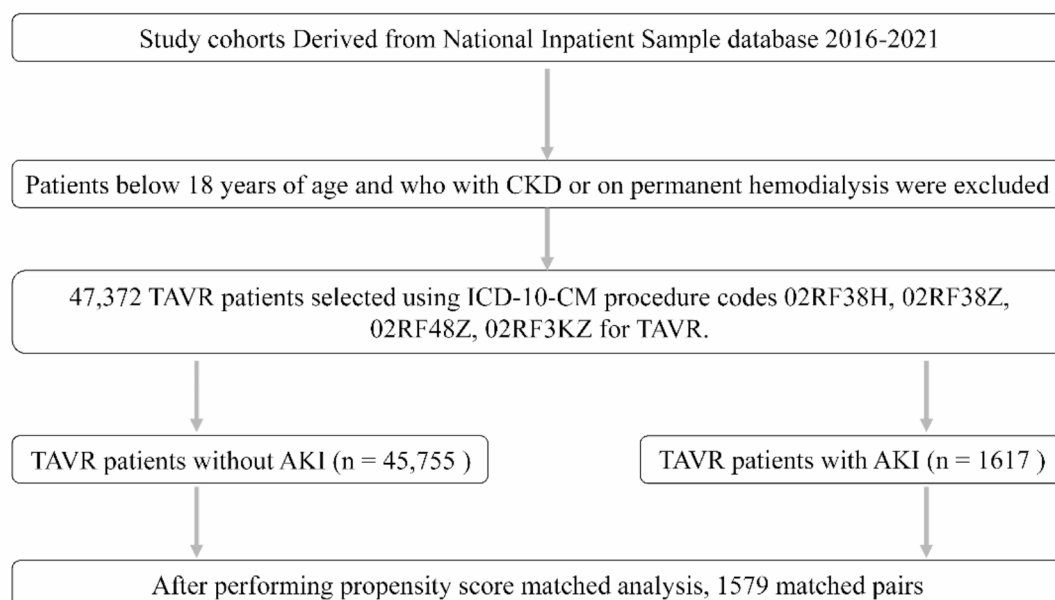 Study cohorts Derived from National Inpatient Sample database 2016-2021
Patients below 18 years of age and who with CKD or on permanent hemodialysis were excluded
47,372 TAVR patients selected using ICD-10-CM procedure codes 02RF38H, 02RF38Z,
02RF48Z, 02RF3KZ for TAVR.
TAVR patients without AKI (n = 45,755 )
TAVR patients with AKI (n = 1617 )
After performing propensity score matched analysis, 1579 matched pairs